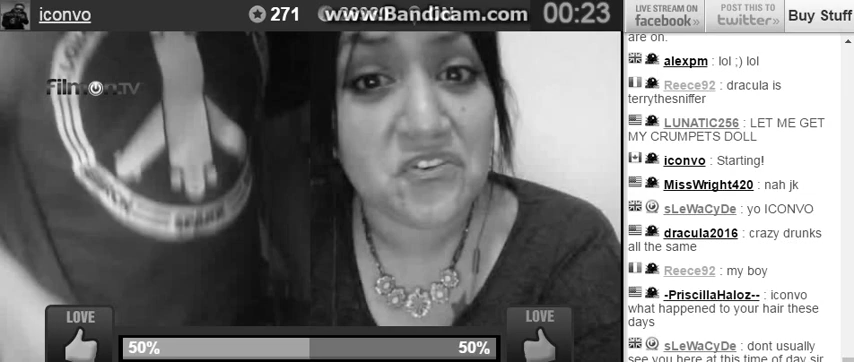 iconvo
271
www.Bandicam.com
00:23
LIVE STREAM ON
facebook»
POST THIS TO
twitter»
Buy Stuff
FilmOn.TV
are on.
alexpm : lol ;) lol
Reece92 : dracula is
terrythesniffer
LUNATIC256 : LET ME GET
MY CRUMPETS DOLL
iconvo : Starting!
MissWright420 : nah jk
sLeWaCyDe : yo ICONVO
dracula2016 : crazy drunks
all the same
Reece92 : my boy
-PriscillaHaloz-- : iconvo
what happened to your hair these
days
sLeWaCyDe : dont usually
see you here at this time of day sir
LOVE
LOVE
50%
50%